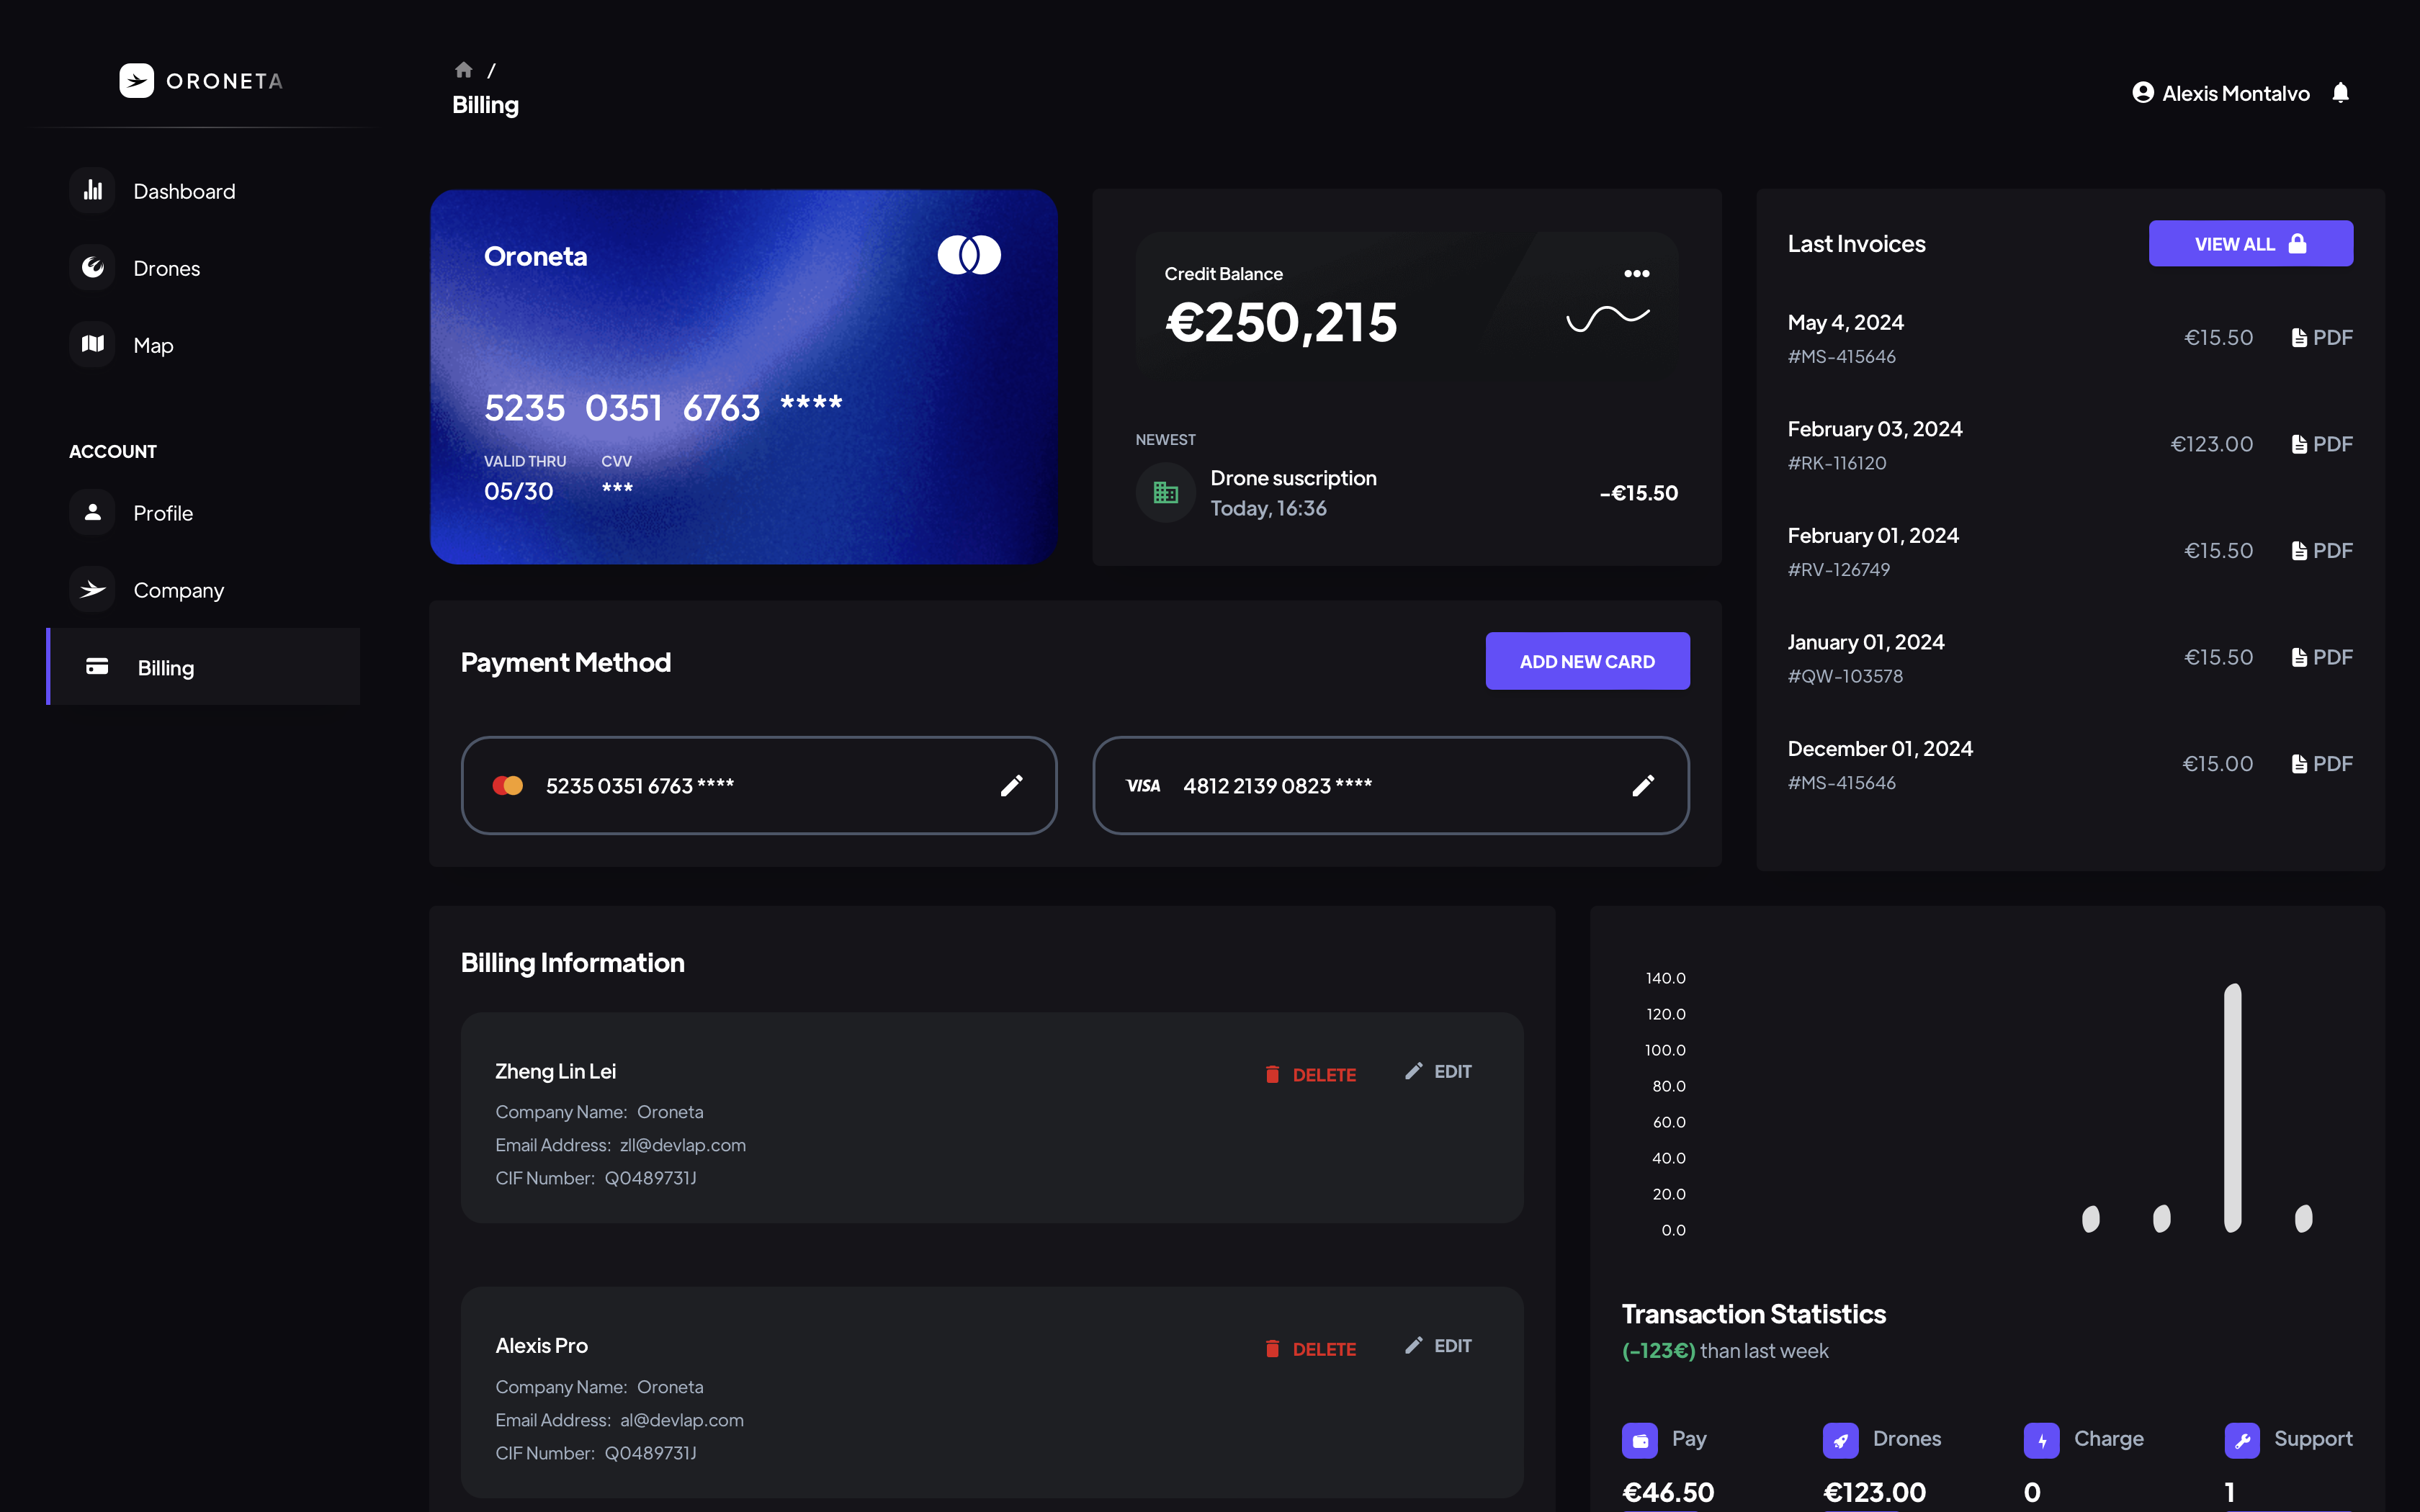 ORONETA
Dashboard
Drones
Map
ACCOUNT
Profile
Company
Billing
/
Billing
Alexis Montalvo
Oroneta
5235 0351 6763 ****
VALID THRU CVV
05/30 ***
Credit Balance
€250,215
NEWEST
Drone suscription
Today, 16:36
-€15.50
Last Invoices
VIEW ALL
May 4, 2024
#MS-415646
€15.50 PDF
February 03, 2024
#RK-116120
€123.00 PDF
February 01, 2024
#RV-126749
€15.50 PDF
January 01, 2024
#QW-103578
€15.50 PDF
December 01, 2024
#MS-415646
€15.00 PDF
Payment Method
ADD NEW CARD
5235 0351 6763 ****
VISA 4812 2139 0823 ****
Billing Information
Zheng Lin Lei
DELETE EDIT
Company Name: Oroneta
Email Address: zll@devlap.com
CIF Number: Q0489731J
Alexis Pro
DELETE EDIT
Company Name: Oroneta
Email Address: al@devlap.com
CIF Number: Q0489731J
140.0
120.0
100.0
80.0
60.0
40.0
20.0
0.0
Transaction Statistics
(-123€) than last week
Pay
€46.50
Drones
€123.00
Charge
0
Support
1